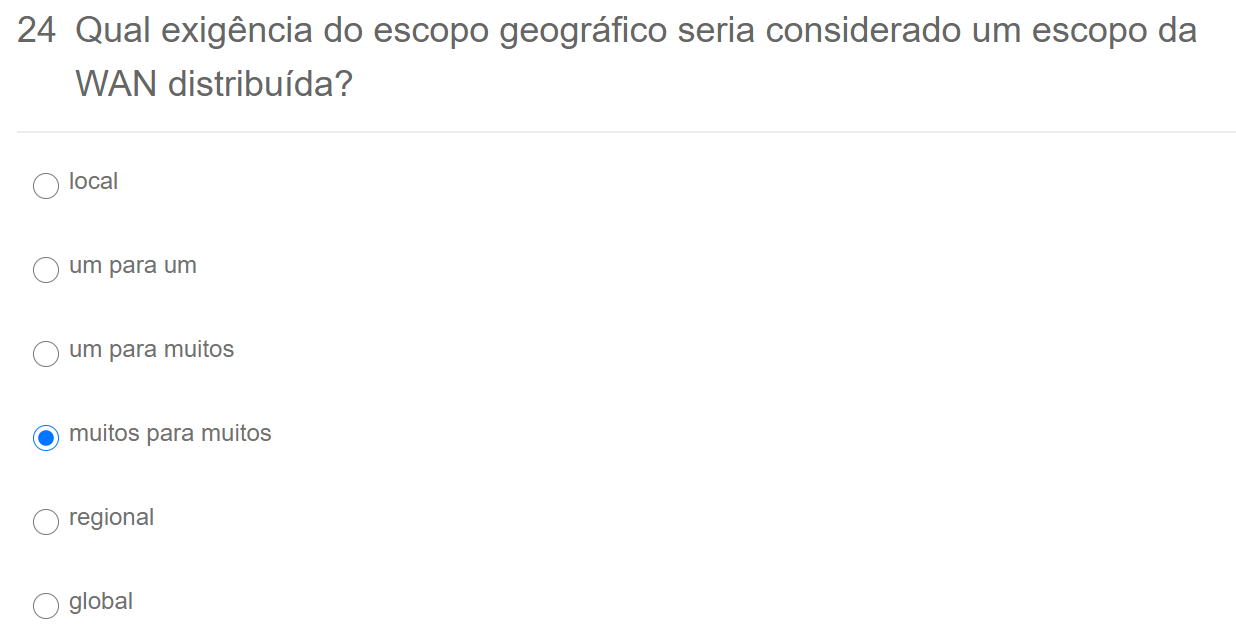 24 Qual exigência do escopo geográfico seria considerado um escopo da
WAN distribuída?
local
um para um
um para muitos
muitos para muitos
regional
global